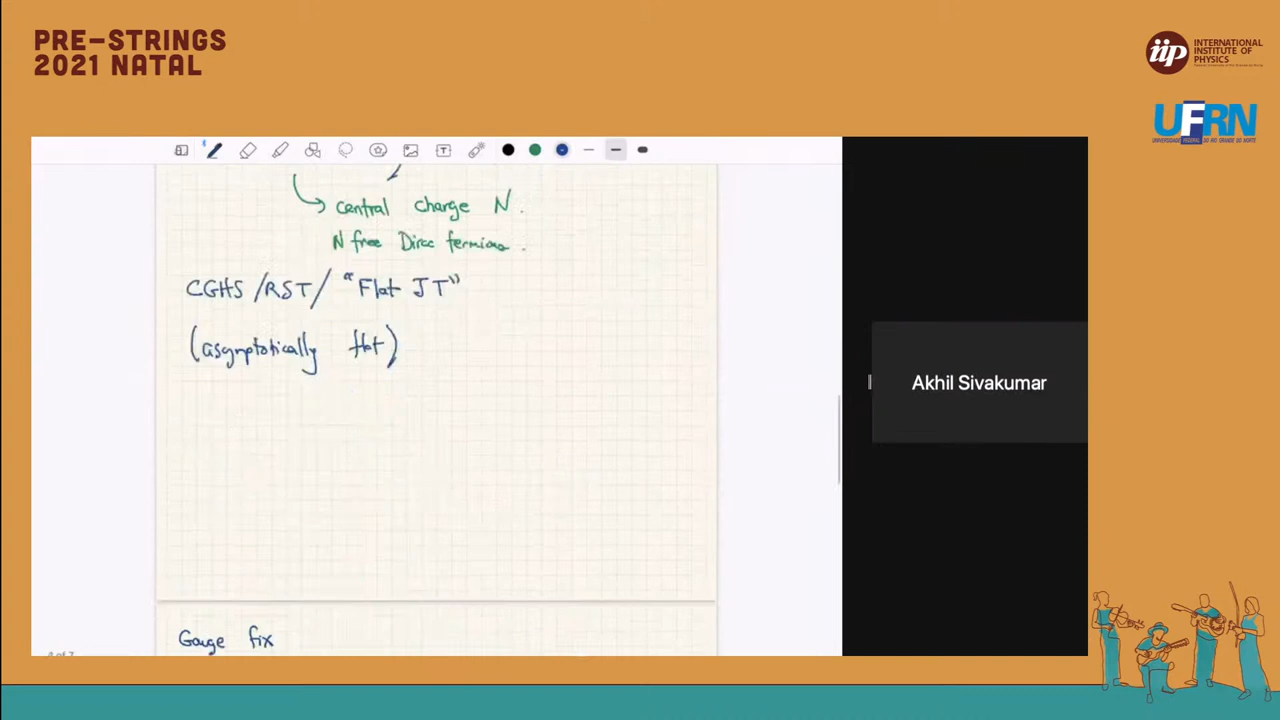 PRE-STRINGS
2021 NATAL
iip
INTERNATIONAL
INSTITUTE OF
PHYSICS
UFRN
central charge N.
N free Dirac fermions.
CGHS /RST/ "Flat JT"
(asymptotically flat)
Akhil Sivakumar
Gauge fix